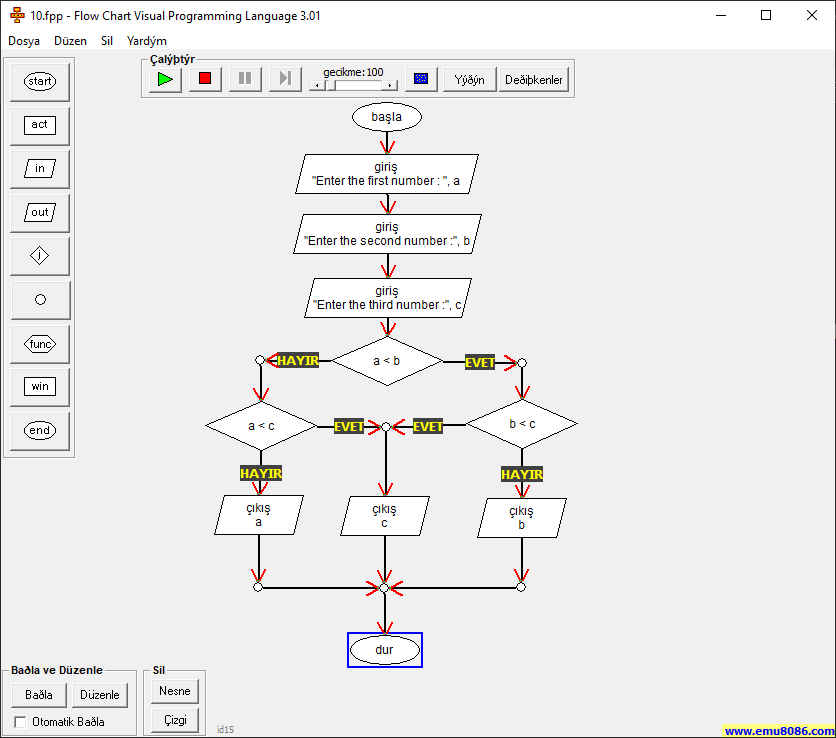 10.fpp - Flow Chart Visual Programming Language 3.01
Dosya Düzen Sil Yardým
start
act
in
out
i
func
win
end
Çalýþtýr
gecikme:100
Yýðýn
Deðiþkenler
başla
giriş
"Enter the first number : ", a
giriş
"Enter the second number :", b
giriş
"Enter the third number :", c
HAYIR
a < b
EVET
a < c
EVET
EVET
b < c
HAYIR
HAYIR
çıkış
a
çıkış
c
çıkış
b
dur
Baðla ve Düzenle
Baðla
Düzenle
Otomatik Baðla
Sil
Nesne
Çizgi
id15
www.emu8086.com